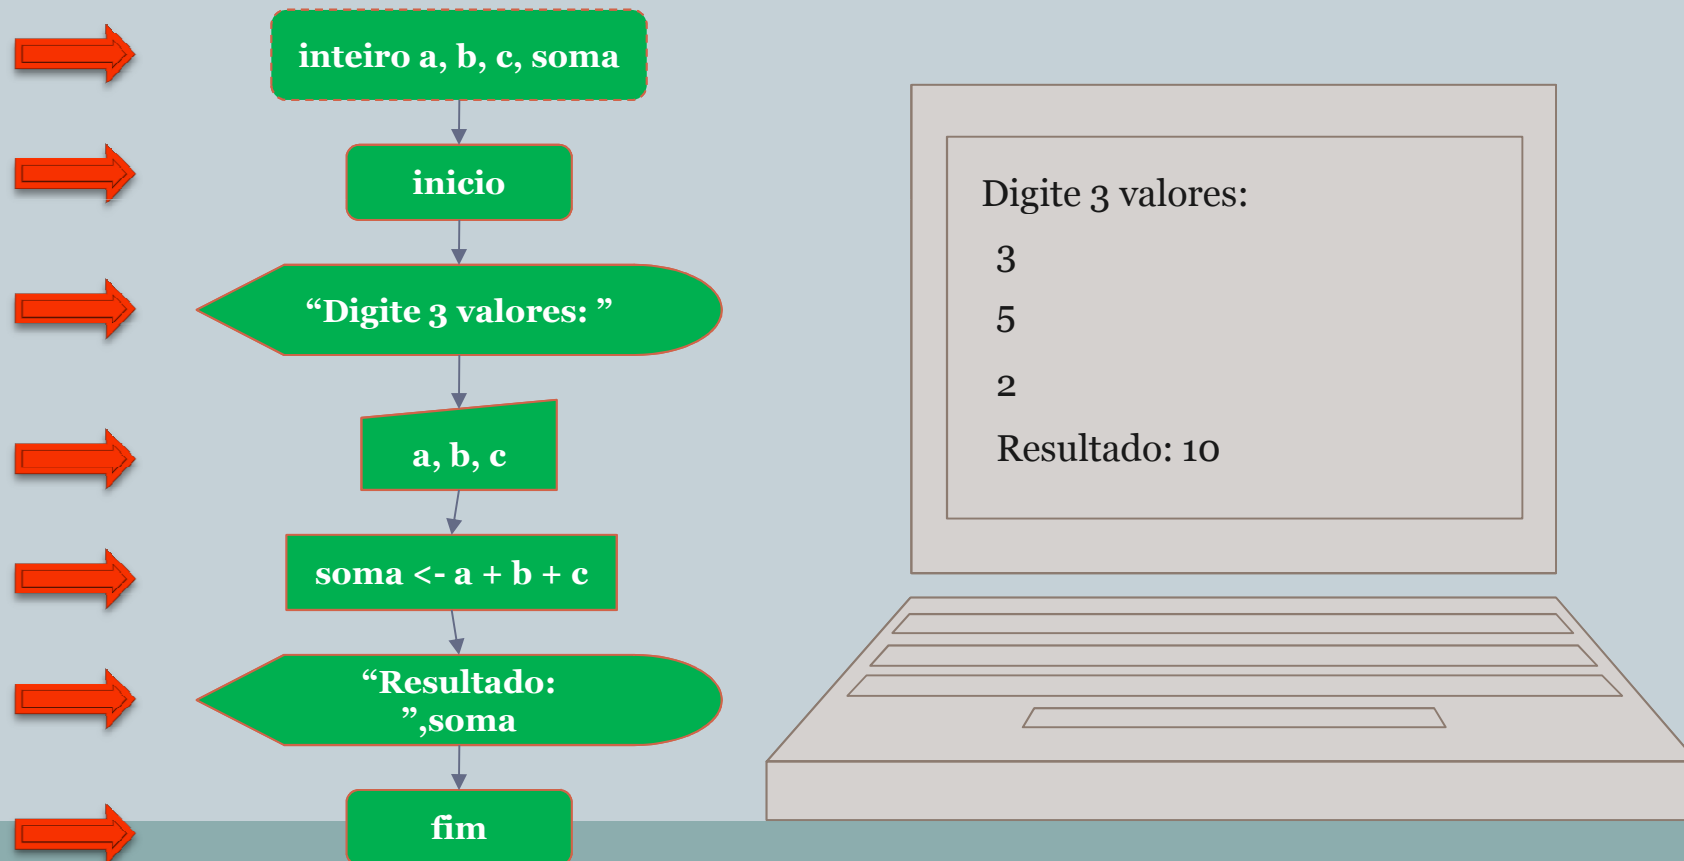 inteiro a, b, c, soma
inicio
“Digite 3 valores: ”
a, b, c
soma <- a + b + c
“Resultado:
”,soma
fim
Digite 3 valores:
3
5
2
Resultado: 10